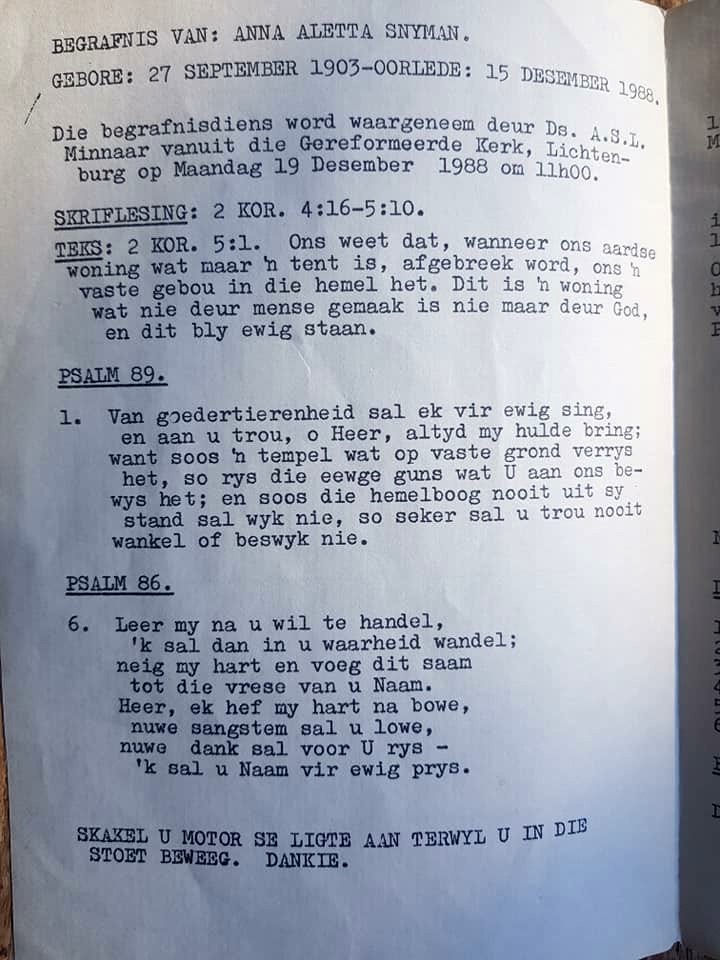 BEGRAFNIS VAN: ANNA ALETTA SNYMAN.
GEBORE: 27 SEPTEMBER 1903-OORLEDE: 15 DESEMBER 1988.
Die begrafnisdiens word waargeneem deur Ds. A.S.L.
Minnaar vanuit die Gereformeerde Kerk, Lichten-
burg op Maandag 19 Desember 1988 om 11h00.
SKRIFLESING: 2 KOR. 4:16-5:10.
TEKS: 2 KOR. 5:1. Ons weet dat, wanneer ons aardse
woning wat maar 'n tent is, afgebreek word, ons 'n
vaste gebou in die hemel het. Dit is 'n woning
wat nie deur mense gemaak is nie maar deur God,
en dit bly ewig staan.
PSALM 89.
1. Van goedertierenheid sal ek vir ewig sing,
en aan u trou, o Heer, altyd my hulde bring;
want soos 'n tempel wat op vaste grond verrys
het, so rys die eewge guns wat U aan ons be-
wys het; en soos die hemelboog nooit uit sy
stand sal wyk nie, so seker sal u trou nooit
wankel of beswyk nie.
PSALM 86.
6. Leer my na u wil te handel,
'k sal dan in u waarheid wandel;
neig my hart en voeg dit saam
tot die vrese van u Naam.
Heer, ek hef my hart na bowe,
nuwe sangstem sal u lowe,
nuwe dank sal voor U rys -
'k sal u Naam vir ewig prys.
SKAKEL U MOTOR SE LIGTE AAN TERWYL U IN DIE
STOET BEWEEG. DANKIE.